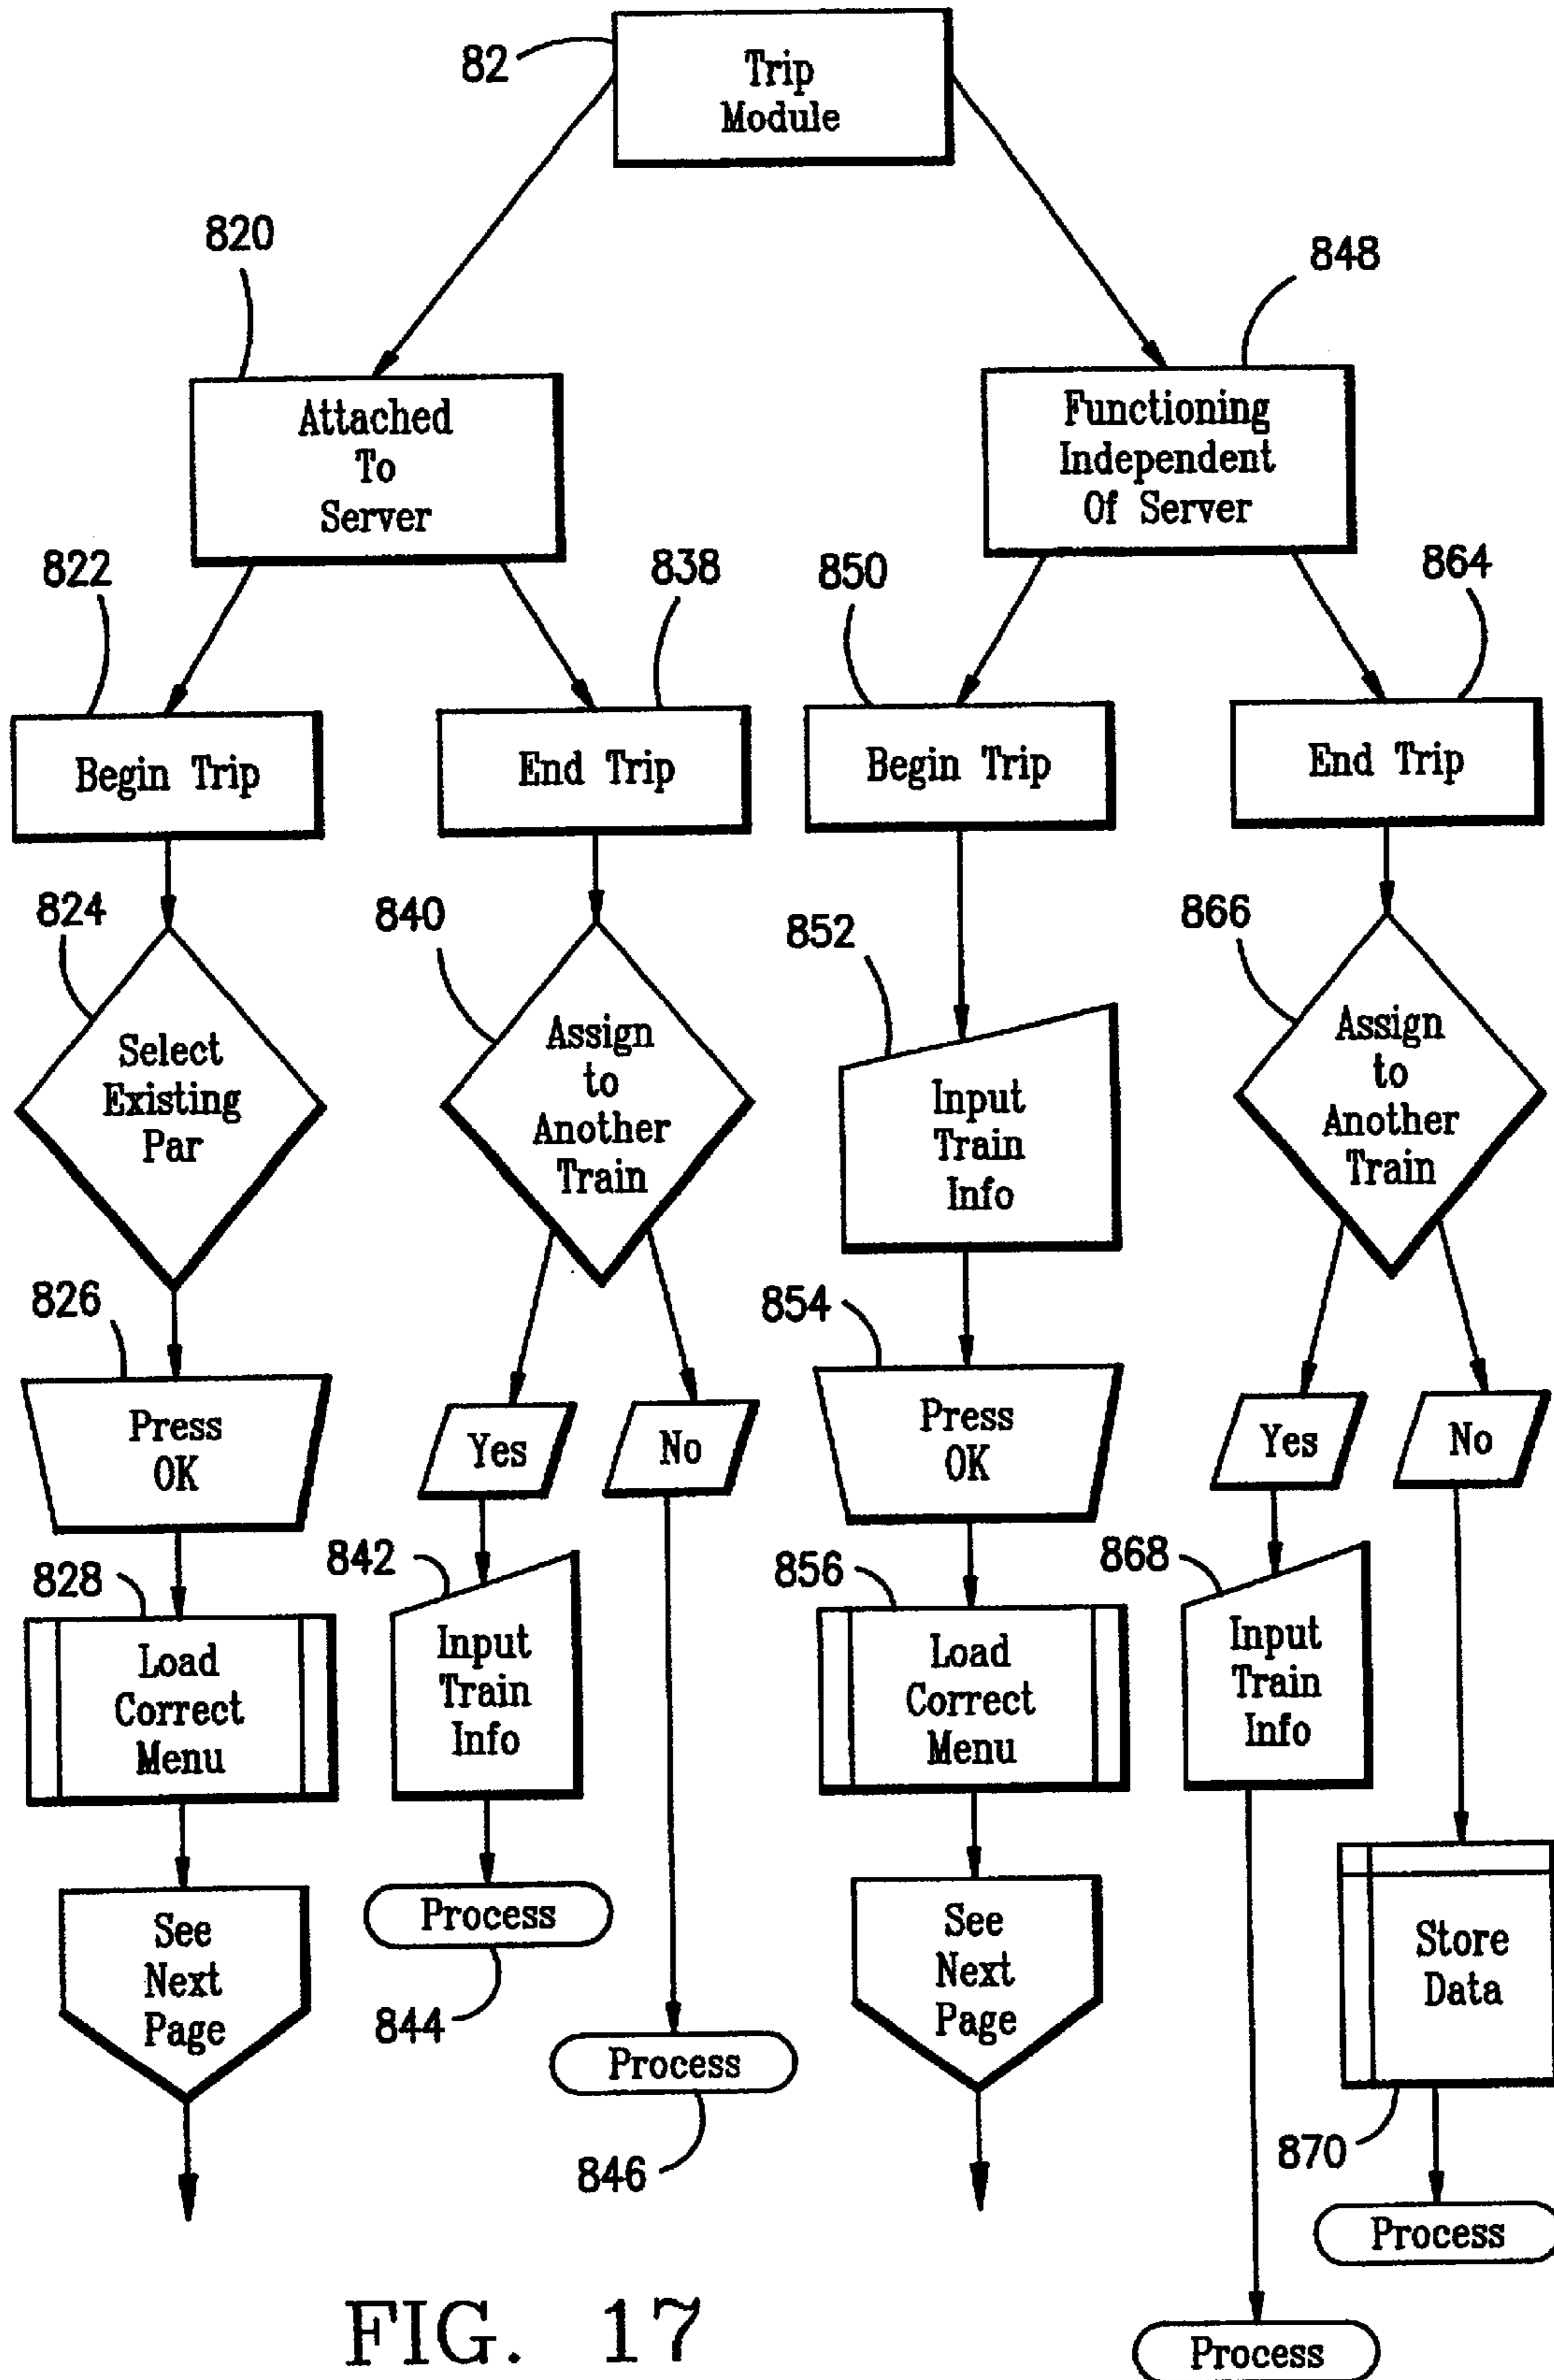 82
Trip
Module
820
848
Attached
To
Server
Functioning
Independent
Of Server
822
838
850
864
Begin Trip
End Trip
Begin Trip
End Trip
824
840
852
866
Select
Existing
Par
Assign
to
Another
Train
Input
Train
Info
Assign
to
Another
Train
826
854
Press
OK
Yes
No
Press
OK
Yes
No
828
842
856
868
Load
Correct
Menu
Input
Train
Info
Load
Correct
Menu
Input
Train
Info
See
Next
Page
Process
844
Process
846
See
Next
Page
Store
Data
870
Process
Process
FIG. 17